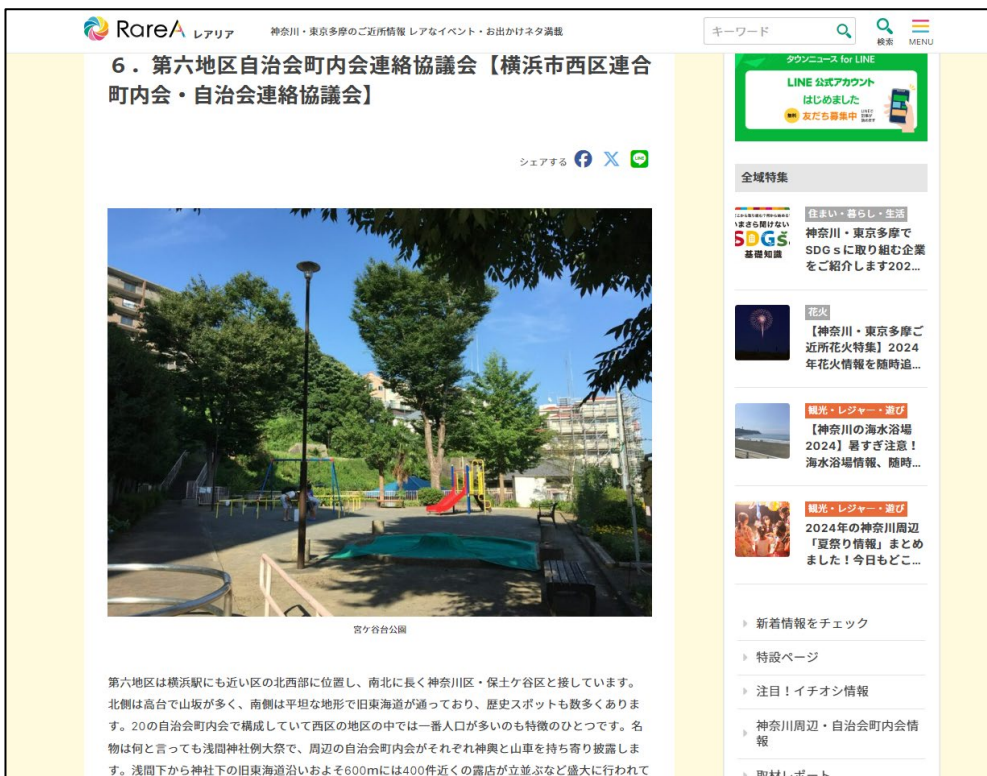 RareA レアリア
神奈川・東京多摩のご近所情報 レアなイベント・お出かけネタ満載
キーワード
検索
MENU
6. 第六地区自治会町内会連絡協議会【横浜市西区連合
町内会・自治会連絡協議会】
シェアする
宮ケ谷台公園
第六地区は横浜駅にも近い区の北西部に位置し、南北に長く神奈川区・保土ケ谷区と接しています。
北側は高台で山坂が多く、南側は平坦な地形で旧東海道が通っており、歴史スポットも数多くありま
す。20の自治会町内会で構成していて西区の地区の中では一番人口が多いのも特徴のひとつです。名
物は何と言っても浅間神社例大祭で、周辺の自治会町内会がそれぞれ神輿と山車を持ち寄り披露しま
す。浅間下から神社下の旧東海道沿いおよそ600mには400件近くの露店が立並ぶなど盛大に行われて
タウンニュース for LINE
LINE 公式アカウント
はじめました
無料 友だち募集中
全域特集
いまさら聞けない
SDGs
基礎知識
住まい・暮らし・生活
神奈川・東京多摩で
SDGsに取り組む企業
をご紹介します202...
花火
【神奈川・東京多摩ご
近所花火特集】2024
年花火情報を随時追...
観光・レジャー・遊び
【神奈川の海水浴場
2024】暑すぎ注意！
海水浴場情報、随時...
観光・レジャー・遊び
2024年の神奈川周辺
「夏祭り情報」まとめ
ました！今日もどこ...
新着情報をチェック
特設ページ
注目！イチオシ情報
神奈川周辺・自治会町内会情
報
取材レポート